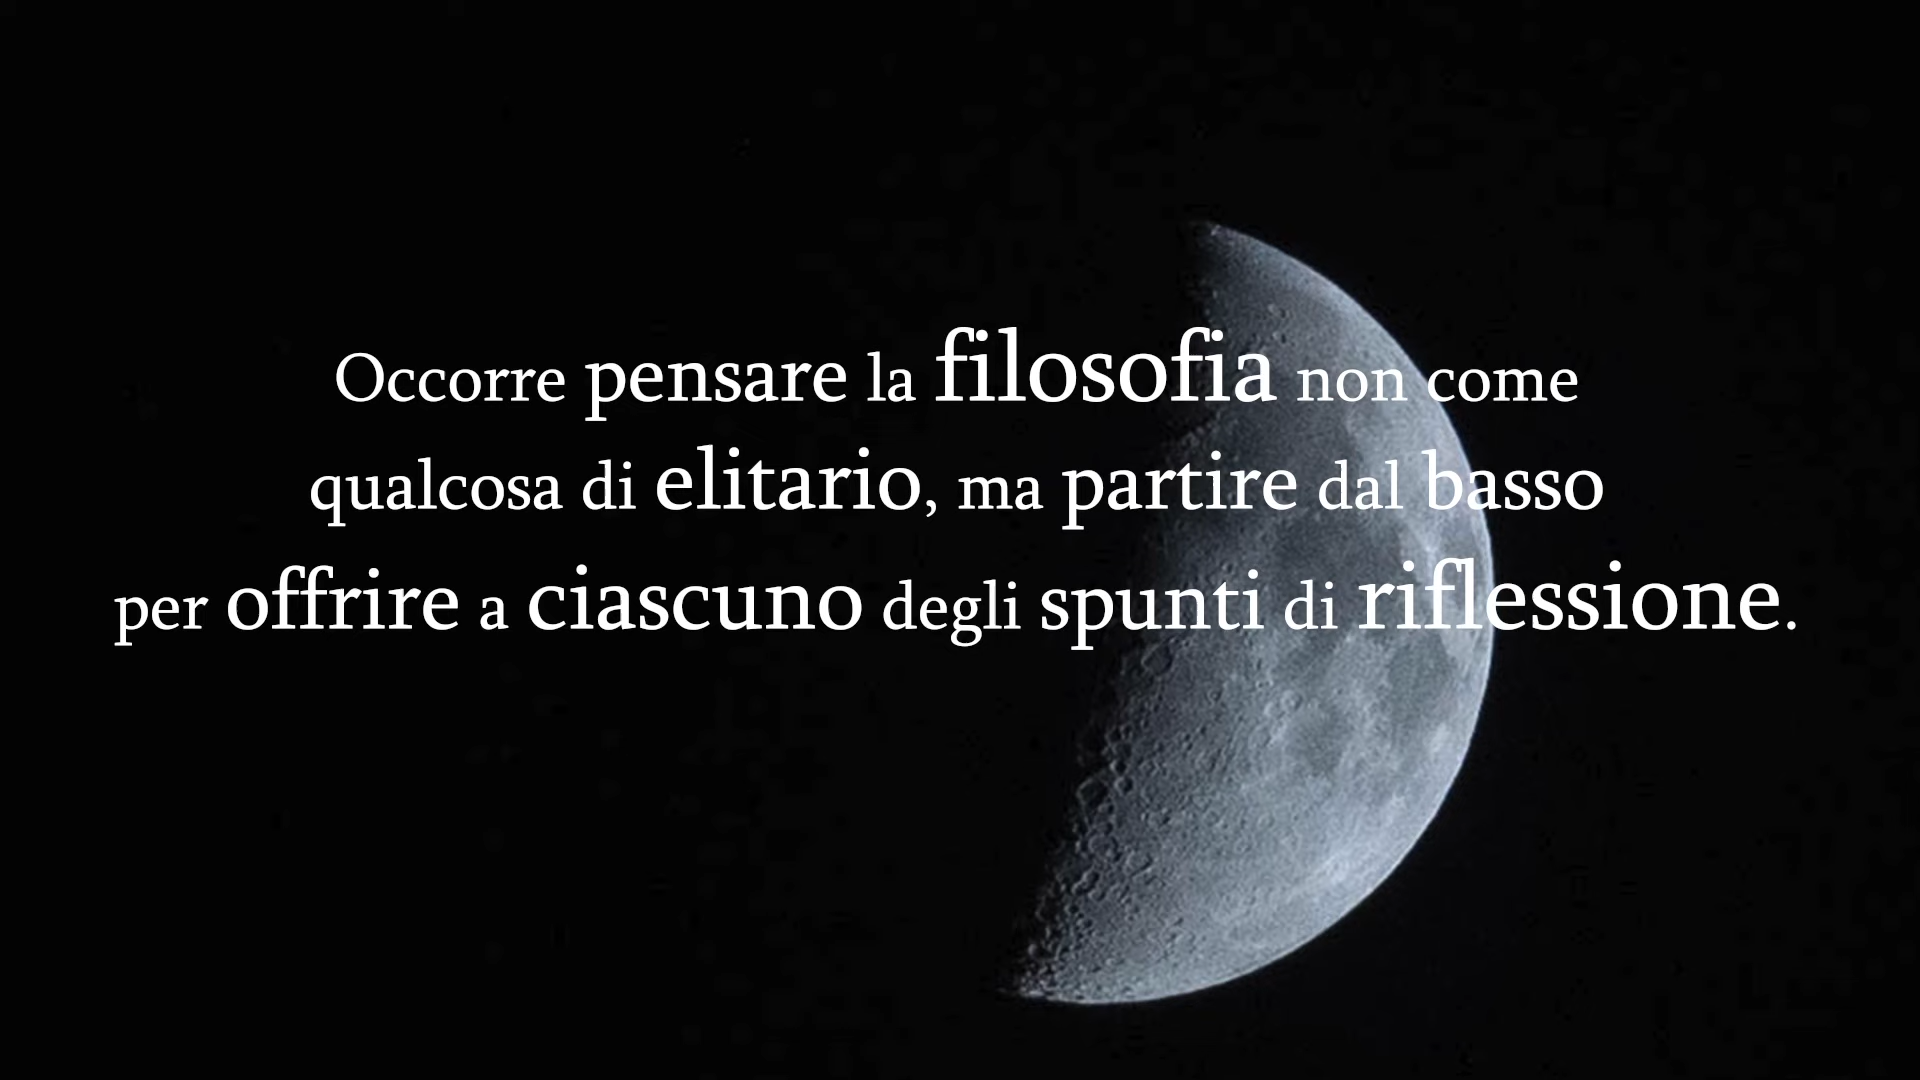 Occorre pensare la filosofia non come
qualcosa di elitario, ma partire dal basso
per offrire a ciascuno degli spunti di riflessione.